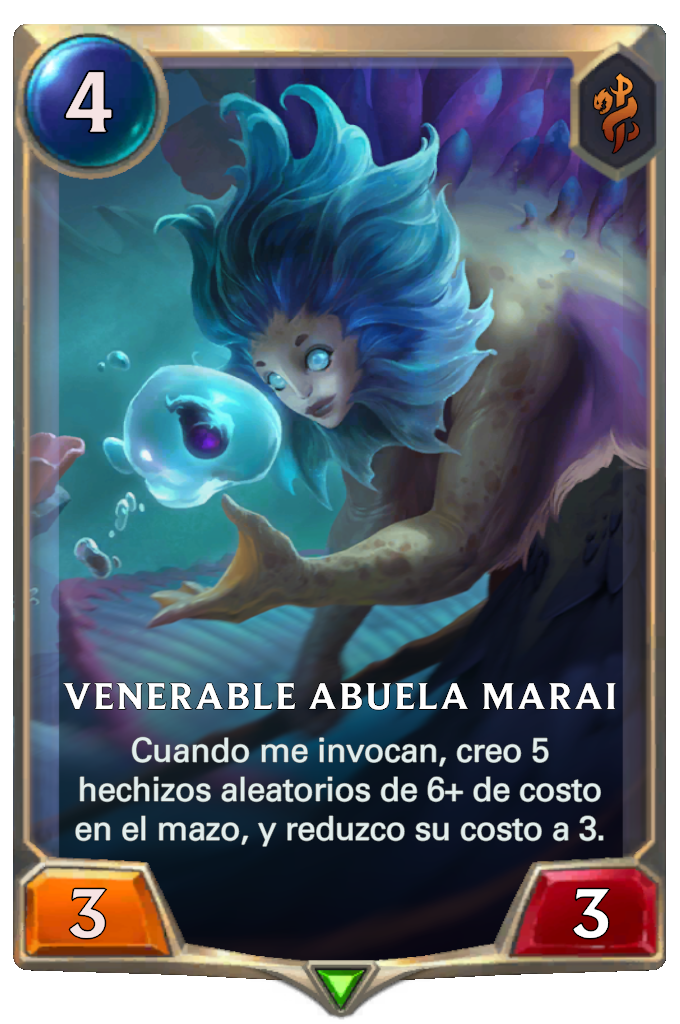 4
VENERABLE ABUELA MARAI
Cuando me invocan, creo 5
hechizos aleatorios de 6+ de costo
en el mazo, y reduzco su costo a 3.
3
3